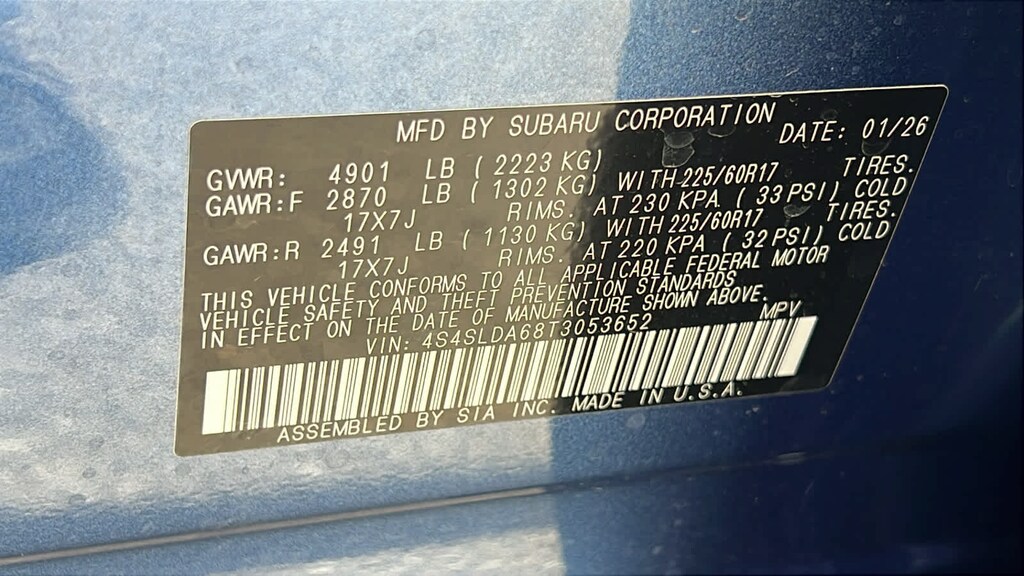 MFD BY SUBARU CORPORATION DATE: 01/26
GVWR: 4901 LB ( 2223 KG)
GAWR:F 2870 LB ( 1302 KG) WITH 225/60R17 TIRES.
17X7J RIMS. AT 230 KPA ( 33 PSI) COLD
GAWR:R 2491 LB ( 1130 KG) WITH 225/60R17 TIRES.
17X7J RIMS. AT 220 KPA ( 32 PSI) COLD
THIS VEHICLE CONFORMS TO ALL APPLICABLE FEDERAL MOTOR
VEHICLE SAFETY AND THEFT PREVENTION STANDARDS
IN EFFECT ON THE DATE OF MANUFACTURE SHOWN ABOVE.
VIN: 4S4SLDA68T3053652 MPV
ASSEMBLED BY SIA INC. MADE IN U.S.A.